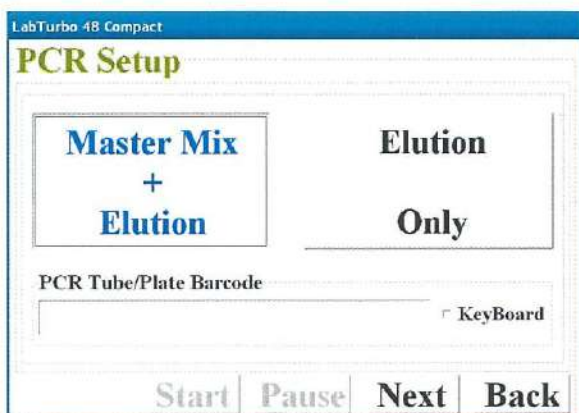 LabTurbo 48 Compact
PCR Setup
Master Mix
+
Elution
Elution
Only
PCR Tube/Plate Barcode
KeyBoard
Start Pause Next Back